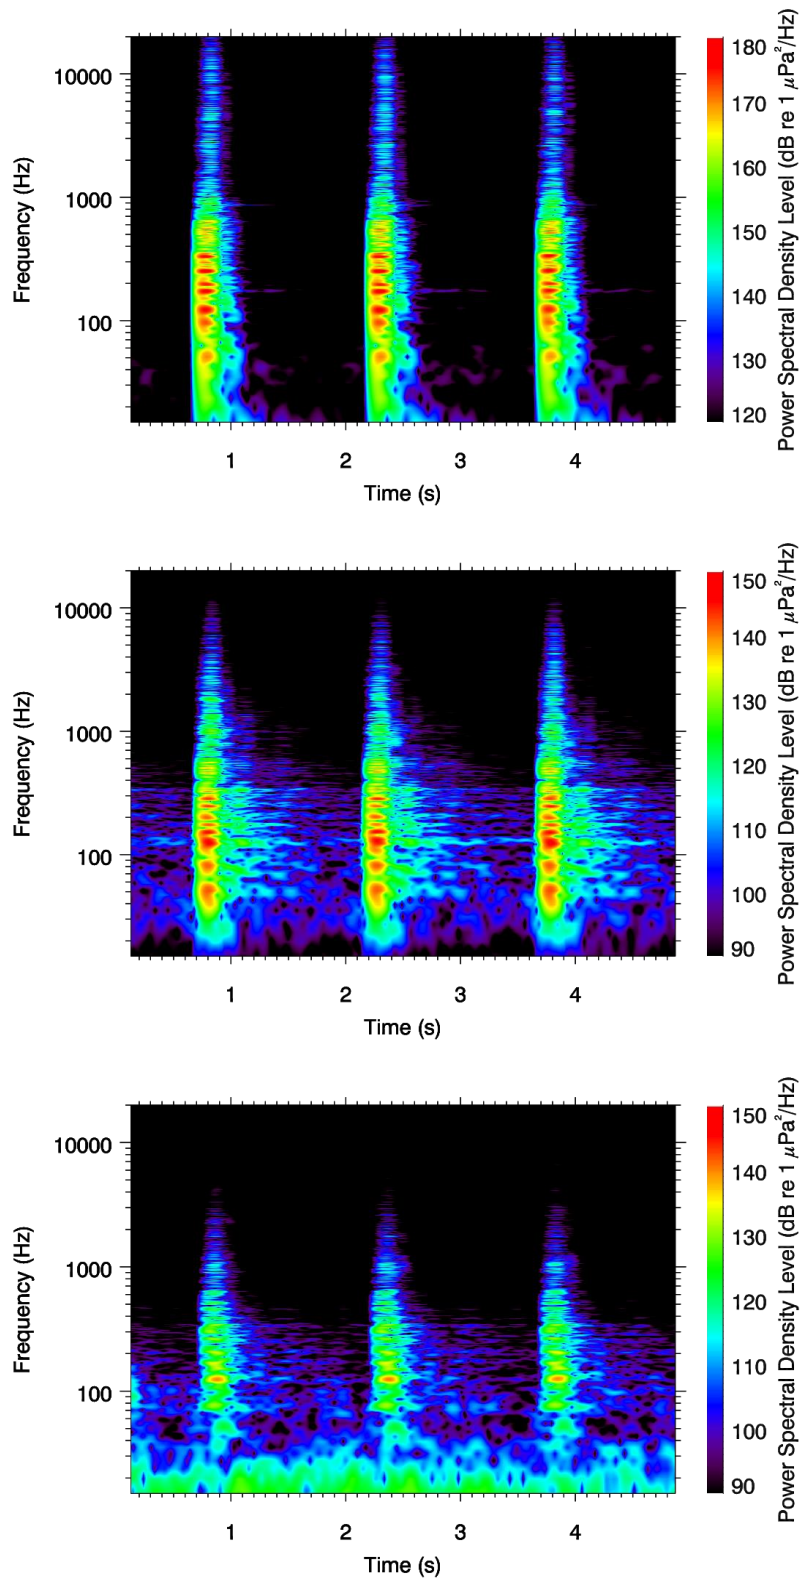 Frequency (Hz)
10000
1000
100
1 2 3 4
Time (s)
180
170
160
150
140
130
120
Power Spectral Density Level (dB re 1 μPa²/Hz)
Frequency (Hz)
10000
1000
100
1 2 3 4
Time (s)
150
140
130
120
110
100
90
Power Spectral Density Level (dB re 1 μPa²/Hz)
Frequency (Hz)
10000
1000
100
1 2 3 4
Time (s)
150
140
130
120
110
100
90
Power Spectral Density Level (dB re 1 μPa²/Hz)